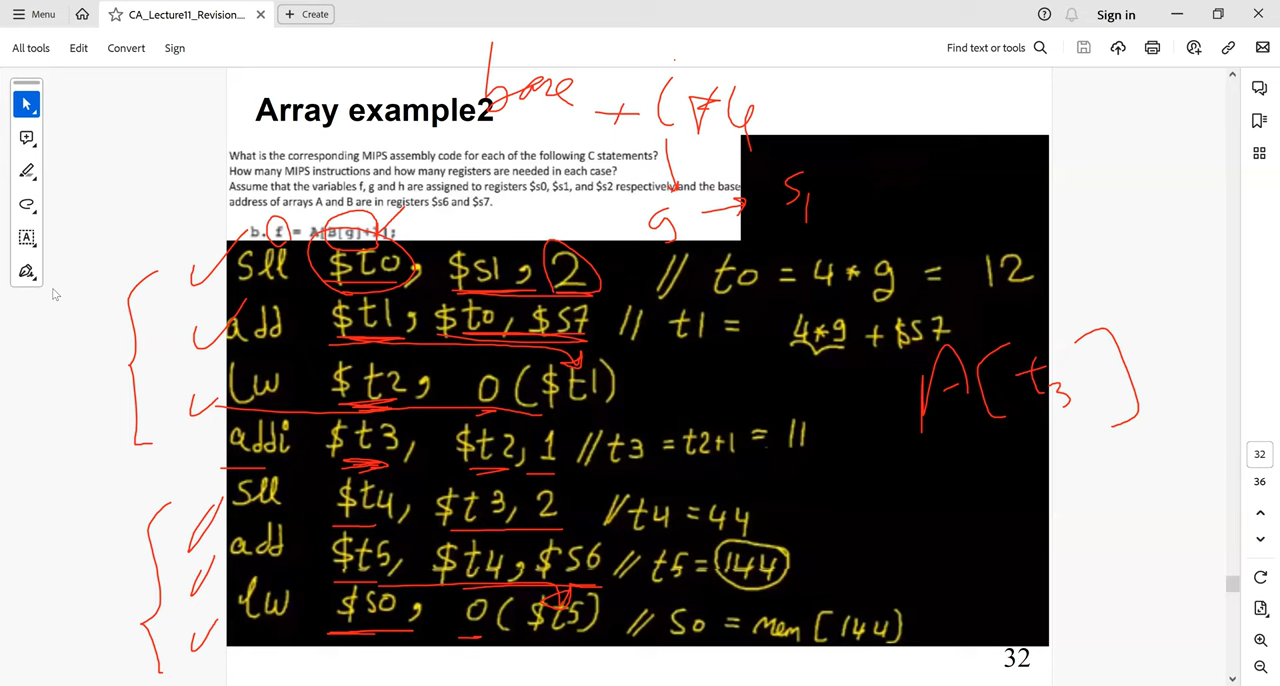 Menu CA_Lecture11_Revision... Create Sign in
All tools Edit Convert Sign Find text or tools
base + ( * 4
Array example2
What is the corresponding MIPS assembly code for each of the following C statements?
How many MIPS instructions and how many registers are needed in each case?
Assume that the variables f, g and h are assigned to registers $s0, $s1, and $s2 respectively and the base
address of arrays A and B are in registers $s6 and $s7.
g → s1
b. f = A[B[g]+1];
sll $t0, $s1, 2 // t0 = 4*g = 12
add $t1, $t0, $s7 // t1 = 4*g + $s7
lw $t2, 0($t1)
A[t3]
addi $t3, $t2, 1 // t3 = t2+1 = 11
sll $t4, $t3, 2 // t4 = 44
add $t5, $t4, $s6 // t5 = 144
lw $s0, 0($t5) // s0 = mem[144]
32
32
36